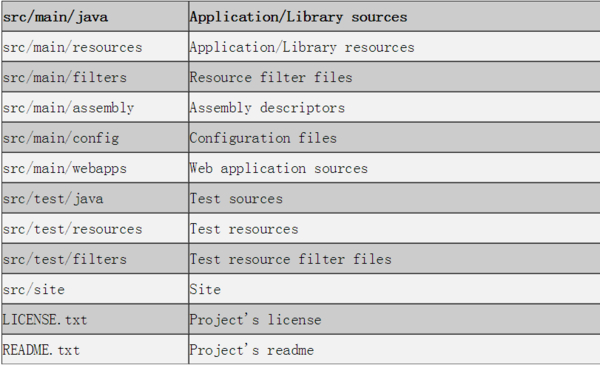 src/main/java Application/Library sources
src/main/resources Application/Library resources
src/main/filters Resource filter files
src/main/assembly Assembly descriptors
src/main/config Configuration files
src/main/webapps Web application sources
src/test/java Test sources
src/test/resources Test resources
src/test/filters Test resource filter files
src/site Site
LICENSE.txt Project's license
README.txt Project's readme